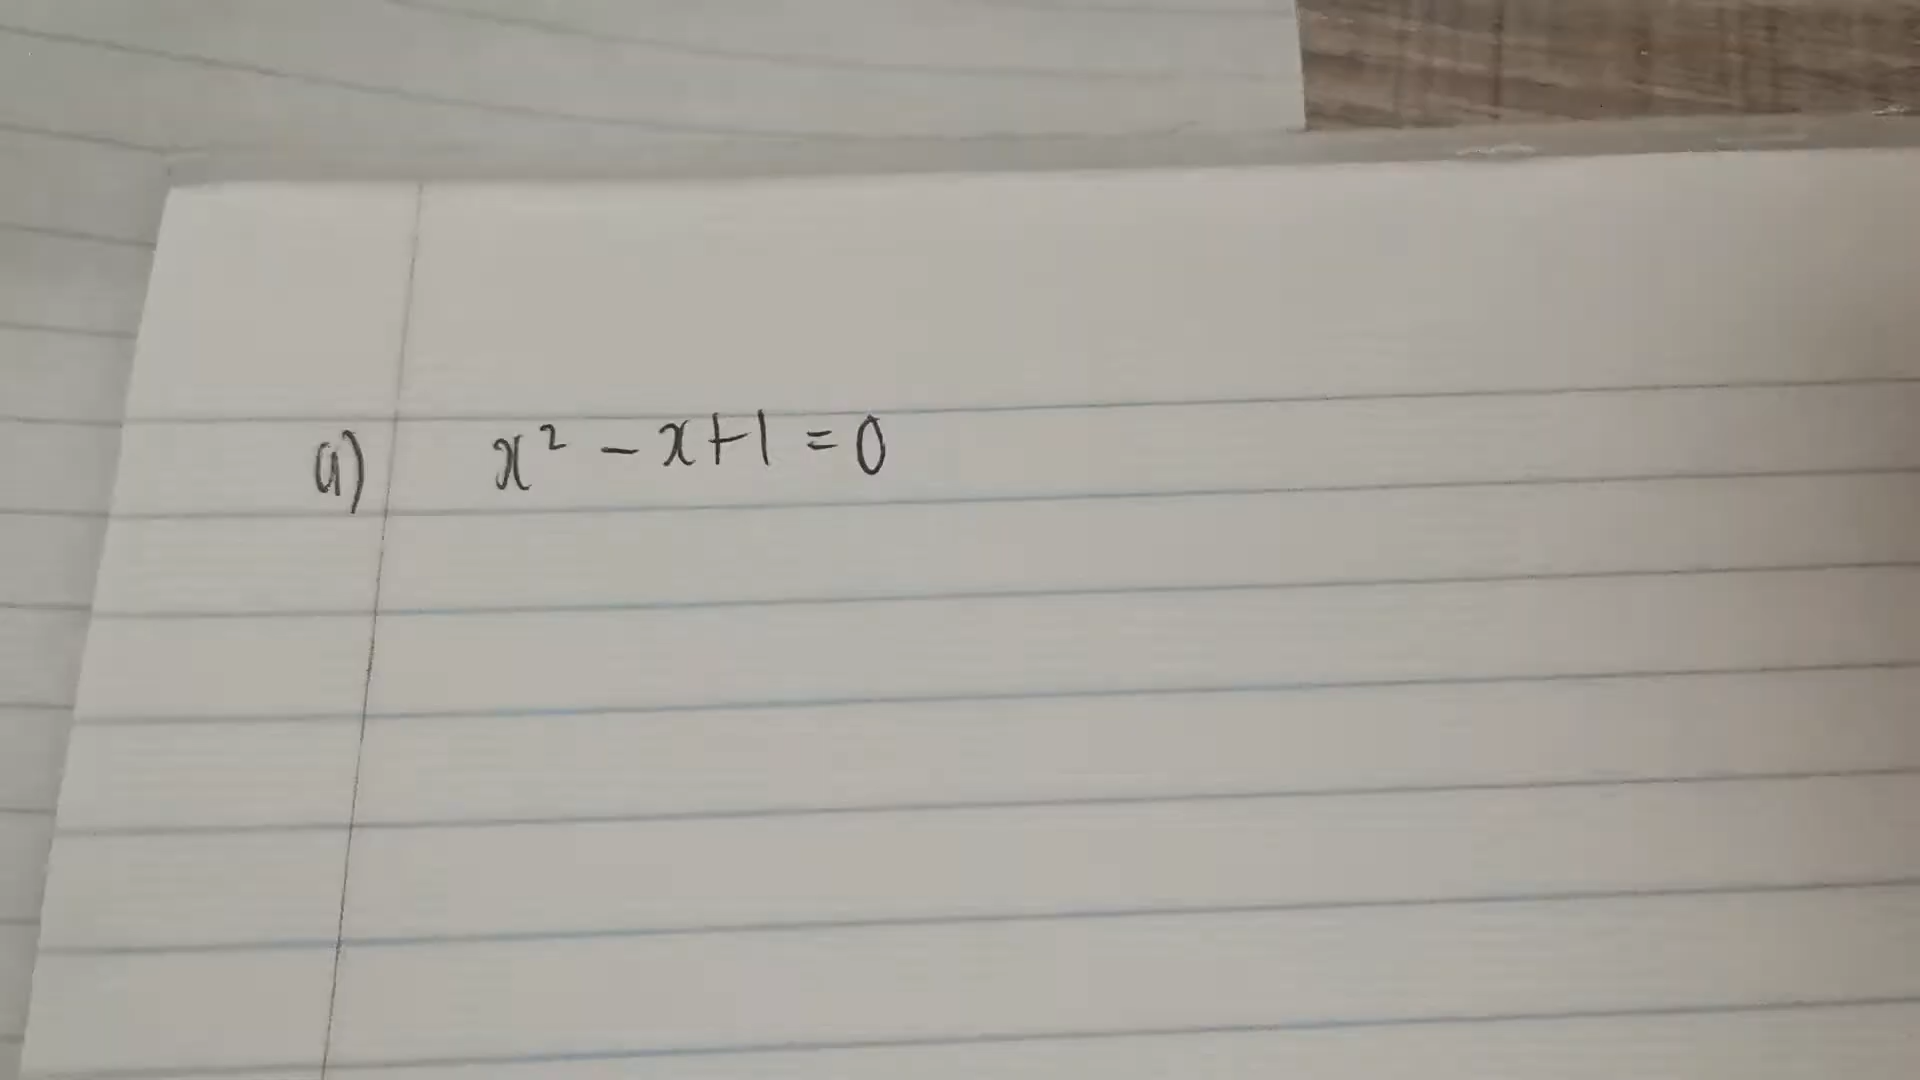 a) x² - x + 1 = 0